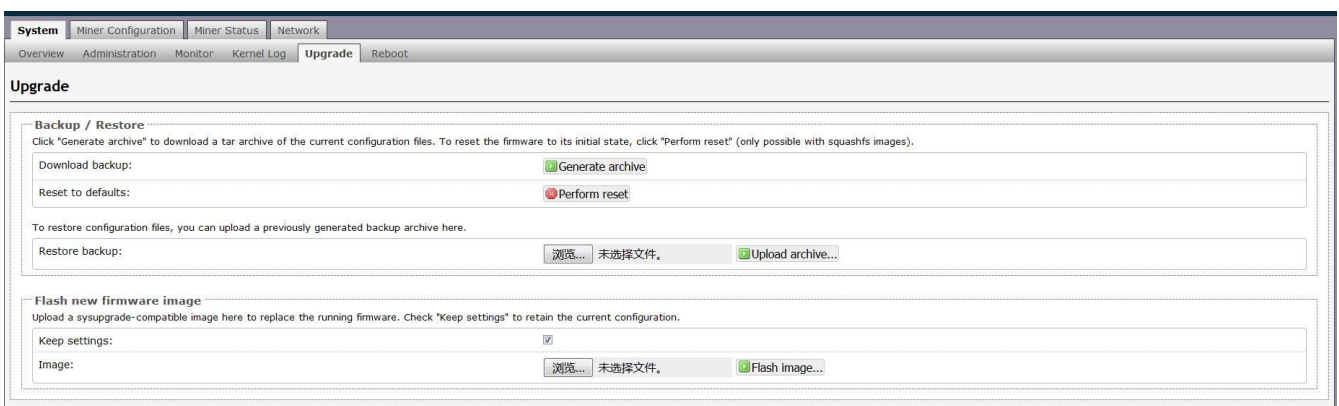 System Miner Configuration Miner Status Network
Overview Administration Monitor Kernel Log Upgrade Reboot
Upgrade
Backup / Restore
Click "Generate archive" to download a tar archive of the current configuration files. To reset the firmware to its initial state, click "Perform reset" (only possible with squashfs images).
Download backup: Generate archive
Reset to defaults: Perform reset
To restore configuration files, you can upload a previously generated backup archive here.
Restore backup: 浏览... 未选择文件。 Upload archive...
Flash new firmware image
Upload a sysupgrade-compatible image here to replace the running firmware. Check "Keep settings" to retain the current configuration.
Keep settings:
Image: 浏览... 未选择文件。 Flash image...